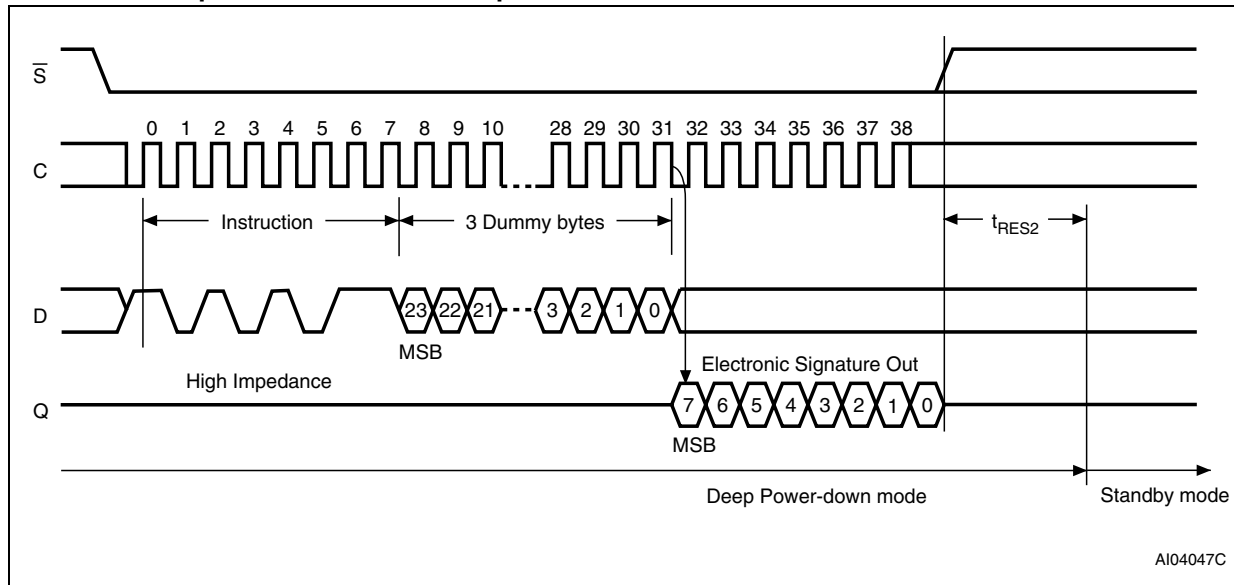 S
0 1 2 3 4 5 6 7 8 9 10 28 29 30 31 32 33 34 35 36 37 38
C
Instruction 3 Dummy bytes tRES2
D
23 22 21 3 2 1 0
MSB
High Impedance
Electronic Signature Out
Q
7 6 5 4 3 2 1 0
MSB
Deep Power-down mode Standby mode
AI04047C